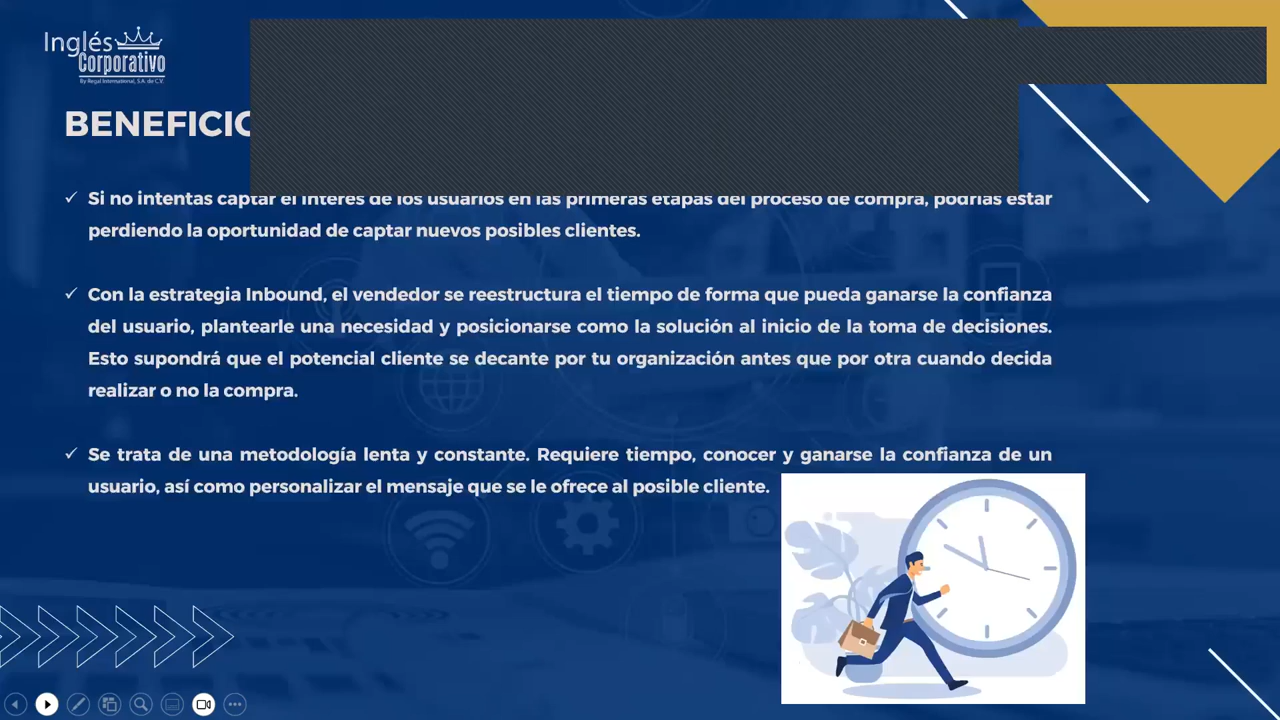 Inglés
Corporativo
By Regal International, S.A. de C.V.
Si no intentas captar el interés de los usuarios en las primeras etapas del proceso de compra, podrías estar
perdiendo la oportunidad de captar nuevos posibles clientes.
Con la estrategia Inbound, el vendedor se reestructura el tiempo de forma que pueda ganarse la confianza
del usuario, plantearle una necesidad y posicionarse como la solución al inicio de la toma de decisiones.
Esto supondrá que el potencial cliente se decante por tu organización antes que por otra cuando decida
realizar o no la compra.
Se trata de una metodología lenta y constante. Requiere tiempo, conocer y ganarse la confianza de un
usuario, así como personalizar el mensaje que se le ofrece al posible cliente.